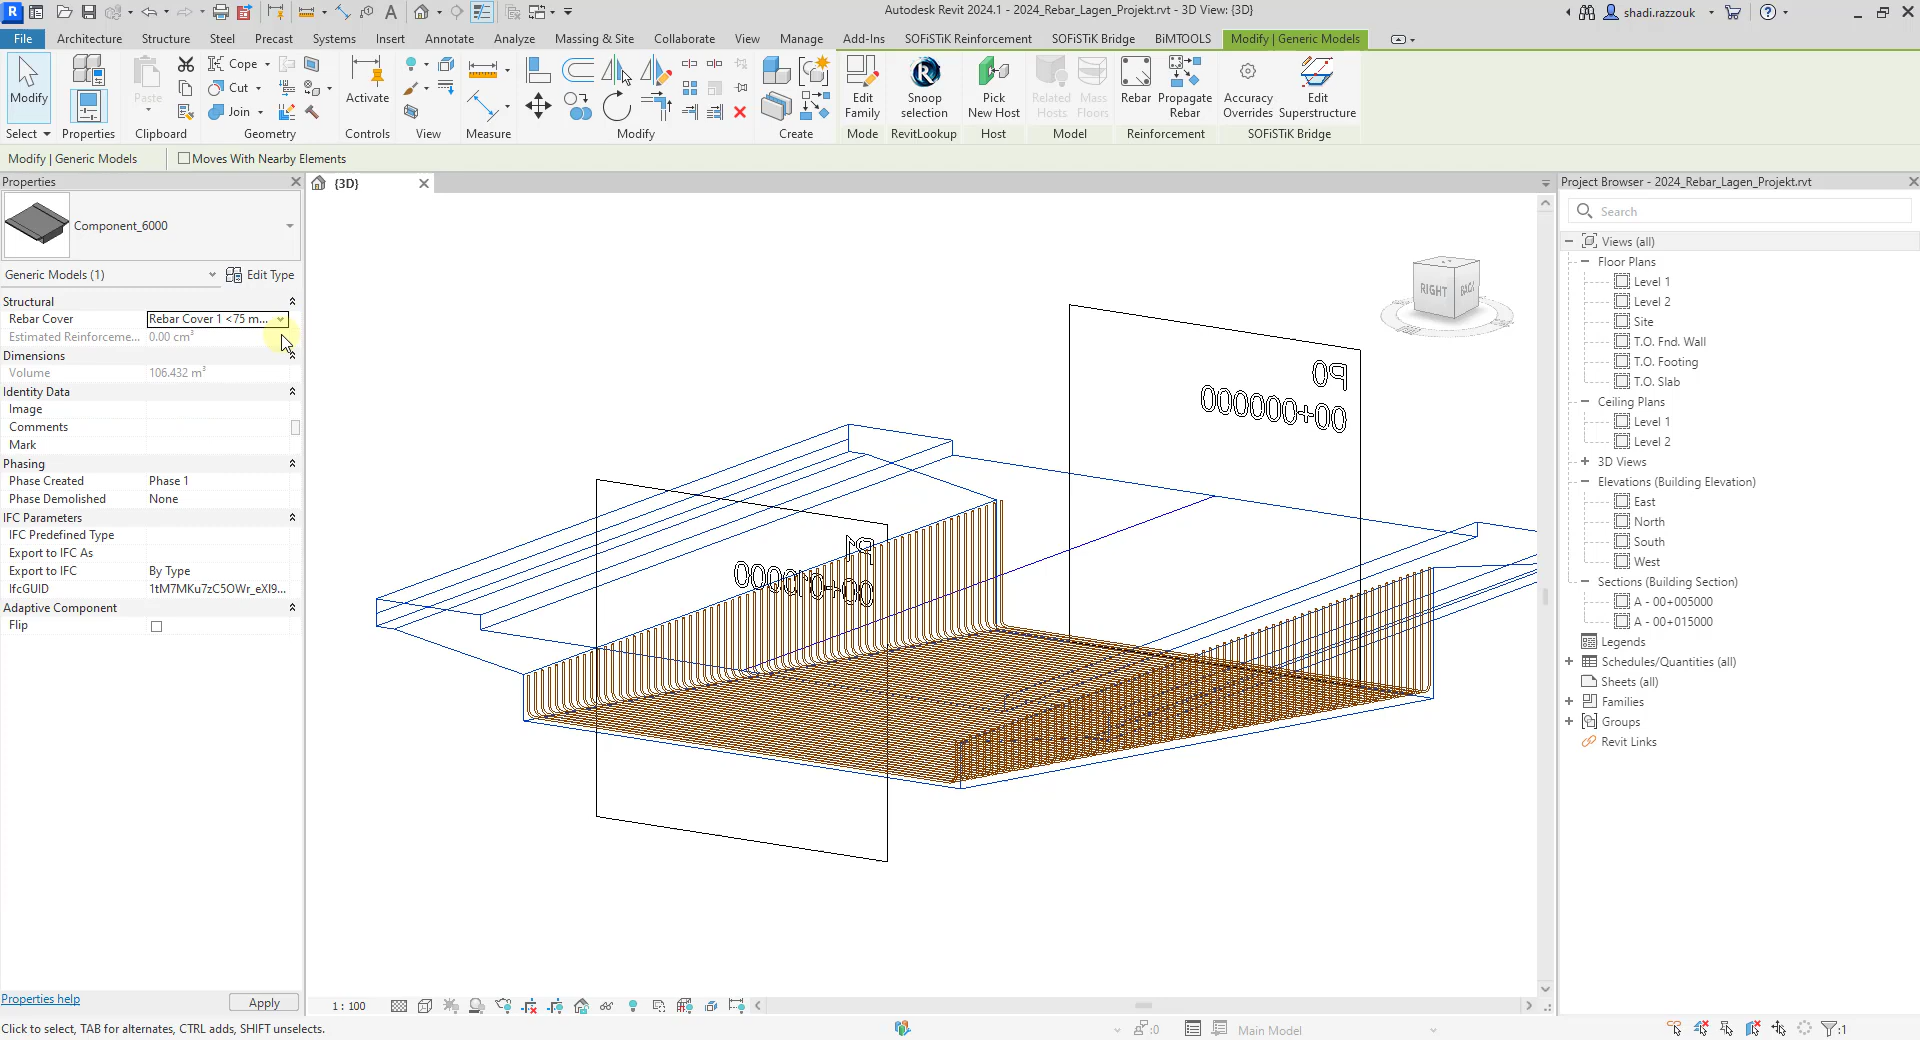 Autodesk Revit 2024.1 - 2024_Rebar_Lagen_Projekt.rvt - 3D View: {3D}
shadi.razzouk
File Architecture Structure Steel Precast Systems Insert Annotate Analyze Massing & Site Collaborate View Manage Add-Ins SOFiSTiK Reinforcement SOFiSTiK Bridge BiMTOOLS Modify | Generic Models
Modify Paste Cope Cut Join Activate Edit Family Snoop selection Pick New Host Related Hosts Mass Floors Rebar Propagate Rebar Accuracy Overrides Edit Superstructure
Select Properties Clipboard Geometry Controls View Measure Modify Create Mode RevitLookup Host Model Reinforcement SOFiSTiK Bridge
Modify | Generic Models Moves With Nearby Elements
Properties
Component_6000
Generic Models (1) Edit Type
Structural
Rebar Cover Rebar Cover 1 <75 m...
Estimated Reinforceme... 0.00 cm³
Dimensions
Volume 106.432 m³
Identity Data
Image
Comments
Mark
Phasing
Phase Created Phase 1
Phase Demolished None
IFC Parameters
IFC Predefined Type
Export to IFC As
Export to IFC By Type
IfcGUID 1tM7MKu7zC5OWr_eXI9...
Adaptive Component
Flip
Properties help Apply
{3D}
RIGHT BACK
P0
00+000000
P1
00+010000
1 : 100
Project Browser - 2024_Rebar_Lagen_Projekt.rvt
Search
Views (all)
Floor Plans
Level 1
Level 2
Site
T.O. Fnd. Wall
T.O. Footing
T.O. Slab
Ceiling Plans
Level 1
Level 2
3D Views
Elevations (Building Elevation)
East
North
South
West
Sections (Building Section)
A - 00+005000
A - 00+015000
Legends
Schedules/Quantities (all)
Sheets (all)
Families
Groups
Revit Links
Click to select, TAB for alternates, CTRL adds, SHIFT unselects.
:0
Main Model
:1